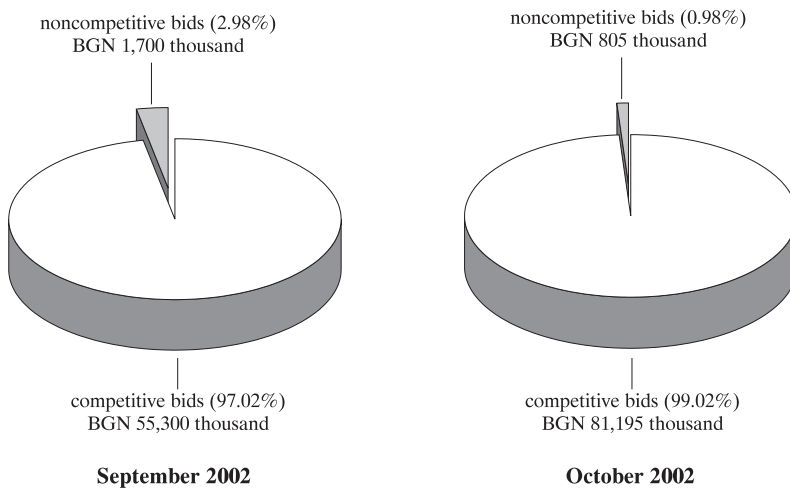 noncompetitive bids (2.98%)
BGN 1,700 thousand
competitive bids (97.02%)
BGN 55,300 thousand
September 2002
noncompetitive bids (0.98%)
BGN 805 thousand
competitive bids (99.02%)
BGN 81,195 thousand
October 2002